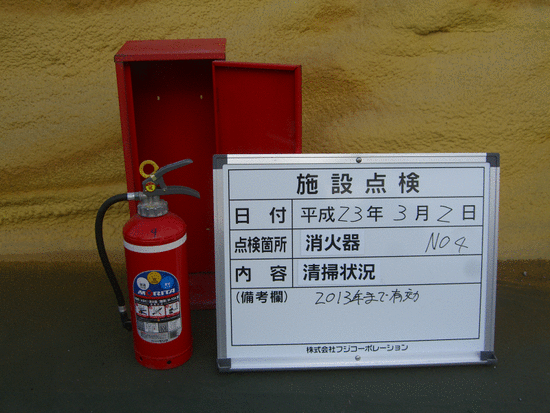 施設点検
日付 平成23年3月2日
点検箇所 消火器 NO4
内容 清掃状況
(備考欄) 2013年まで有効
株式会社フジコーポレーション
MORITA